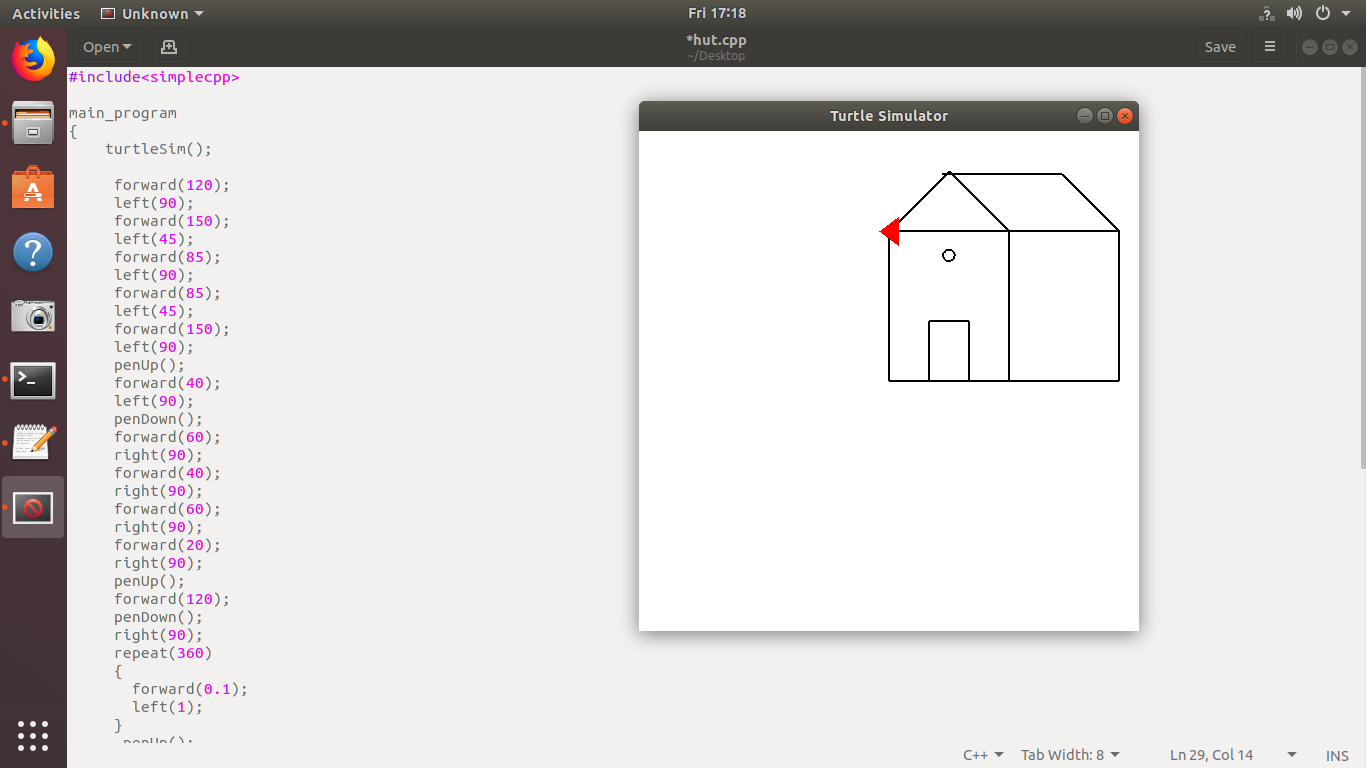 Activities Unknown Fri 17:18
Open *hut.cpp Save
~/Desktop
#include<simplecpp>
main_program
{
turtleSim();
forward(120);
left(90);
forward(150);
left(45);
forward(85);
left(90);
forward(85);
left(45);
forward(150);
left(90);
penUp();
forward(40);
left(90);
penDown();
forward(60);
right(90);
forward(40);
right(90);
forward(60);
right(90);
forward(20);
right(90);
penUp();
forward(120);
penDown();
right(90);
repeat(360)
{
forward(0.1);
left(1);
}
penUp();
Turtle Simulator
C++ Tab Width: 8 Ln 29, Col 14 INS